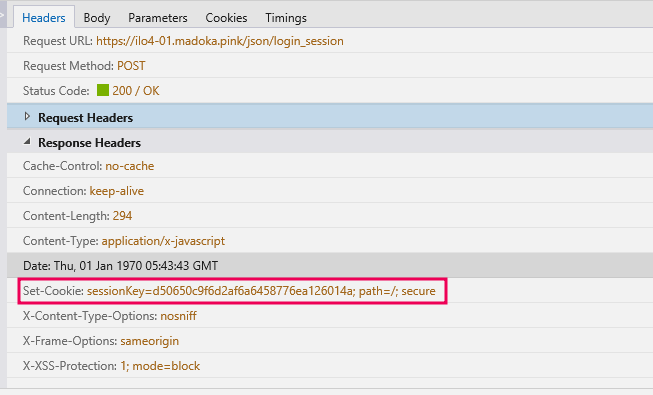 Headers Body Parameters Cookies Timings
Request URL: https://ilo4-01.madoka.pink/json/login_session
Request Method: POST
Status Code: 200 / OK
Request Headers
Response Headers
Cache-Control: no-cache
Connection: keep-alive
Content-Length: 294
Content-Type: application/x-javascript
Date: Thu, 01 Jan 1970 05:43:43 GMT
Set-Cookie: sessionKey=d50650c9f6d2af6a6458776ea126014a; path=/; secure
X-Content-Type-Options: nosniff
X-Frame-Options: sameorigin
X-XSS-Protection: 1; mode=block